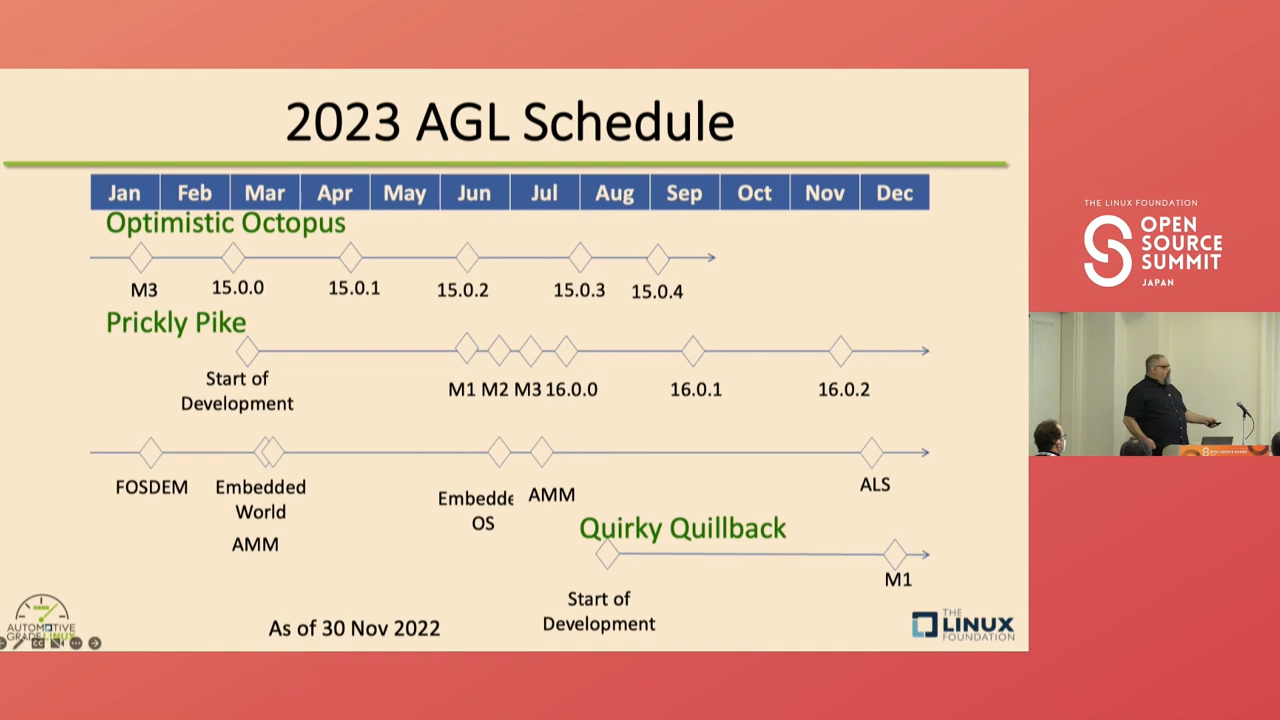 2023 AGL Schedule
Jan Feb Mar Apr May Jun Jul Aug Sep Oct Nov Dec
Optimistic Octopus
M3 15.0.0 15.0.1 15.0.2 15.0.3 15.0.4
Prickly Pike
Start of
Development
M1 M2 M3 16.0.0 16.0.1 16.0.2
FOSDEM
Embedded
World
AMM
Embedde
OS
AMM
ALS
Quirky Quillback
Start of
Development
M1
As of 30 Nov 2022
AUTOMOTIVE
GRADE LINUX
THE
LINUX
FOUNDATION
THE LINUX FOUNDATION
OPEN
SOURCE
SUMMIT
JAPAN